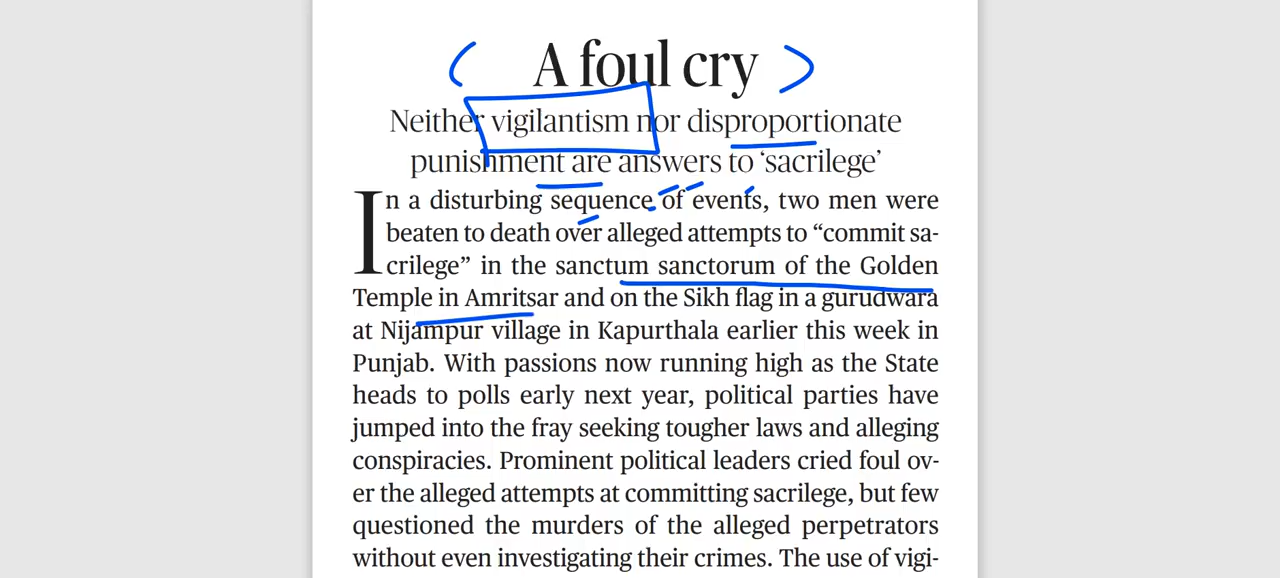 A foul cry
Neither vigilantism nor disproportionate
punishment are answers to ‘sacrilege’
In a disturbing sequence of events, two men were
beaten to death over alleged attempts to “commit sa-
crilege” in the sanctum sanctorum of the Golden
Temple in Amritsar and on the Sikh flag in a gurudwara
at Nijampur village in Kapurthala earlier this week in
Punjab. With passions now running high as the State
heads to polls early next year, political parties have
jumped into the fray seeking tougher laws and alleging
conspiracies. Prominent political leaders cried foul ov-
er the alleged attempts at committing sacrilege, but few
questioned the murders of the alleged perpetrators
without even investigating their crimes. The use of vigi-